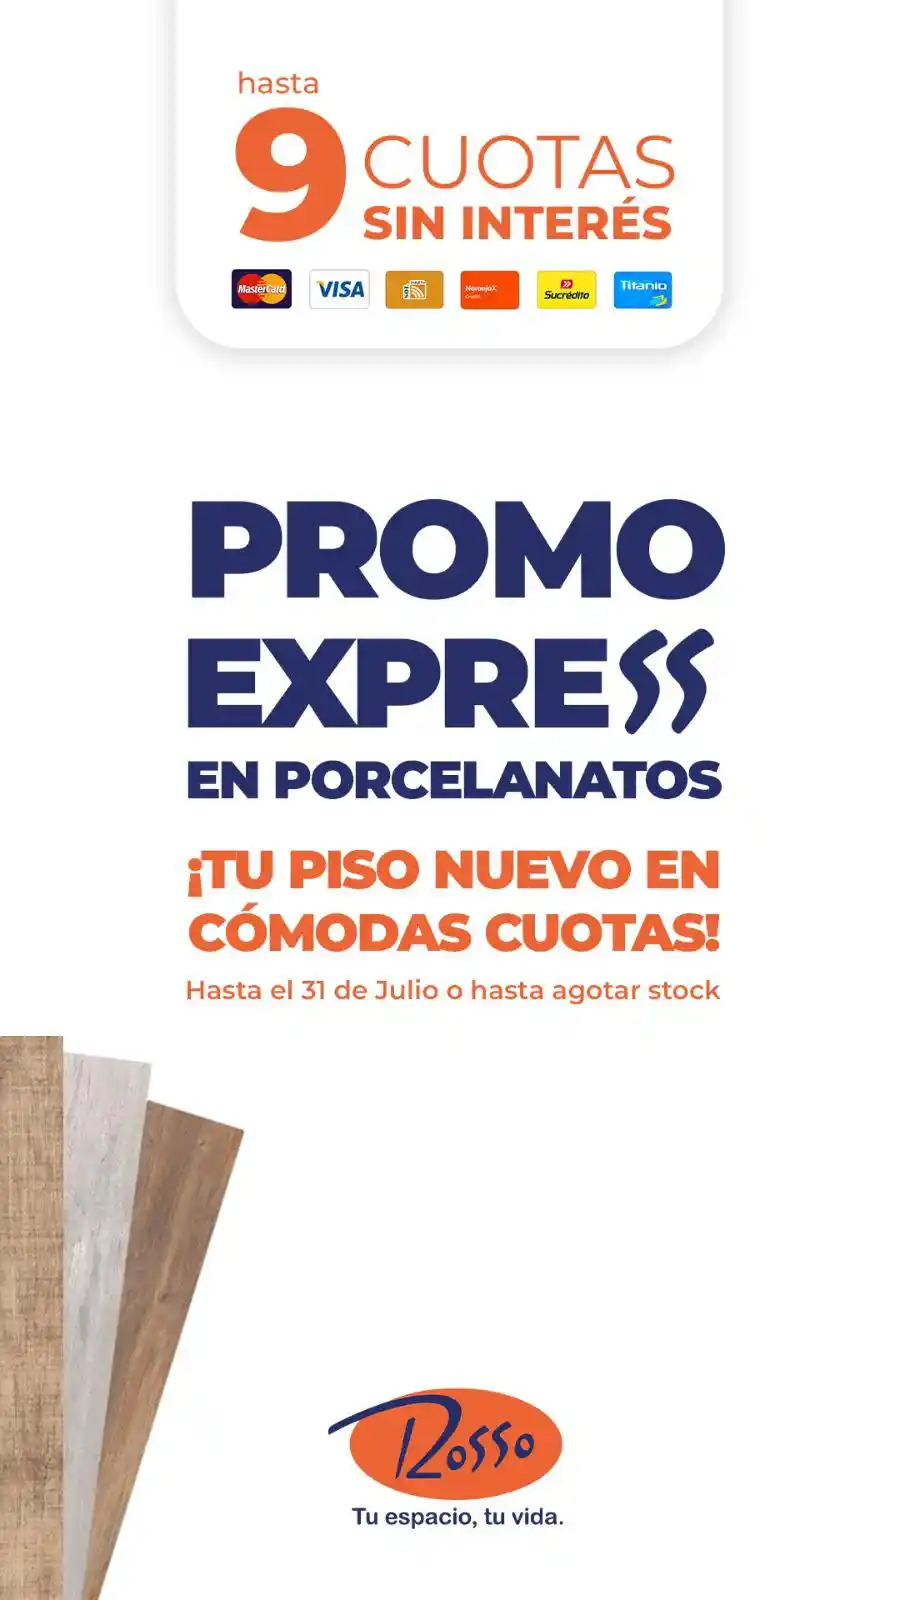 hasta
9 CUOTAS
SIN INTERÉS
MasterCard
VISA
NaranjaX
Sucrédito
Titanio
PROMO
EXPRESS
EN PORCELANATOS
¡TU PISO NUEVO EN
CÓMODAS CUOTAS!
Hasta el 31 de Julio o hasta agotar stock
Rosso
Tu espacio, tu vida.